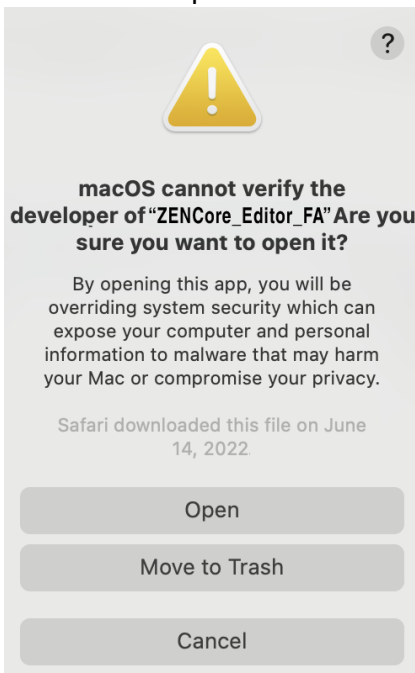 ?
macOS cannot verify the
developer of “ZENCore_Editor_FA” Are you
sure you want to open it?
By opening this app, you will be
overriding system security which can
expose your computer and personal
information to malware that may harm
your Mac or compromise your privacy.
Safari downloaded this file on June
14, 2022.
Open
Move to Trash
Cancel